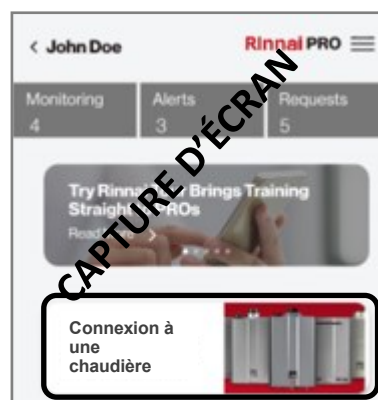 < John Doe
Rinnai PRO
Monitoring
Alerts
Requests
4
3
5
Try Rinnai Brings Training
Straight PROs
Read
CAPTURE D'ÉCRAN
Connexion à
une
chaudière